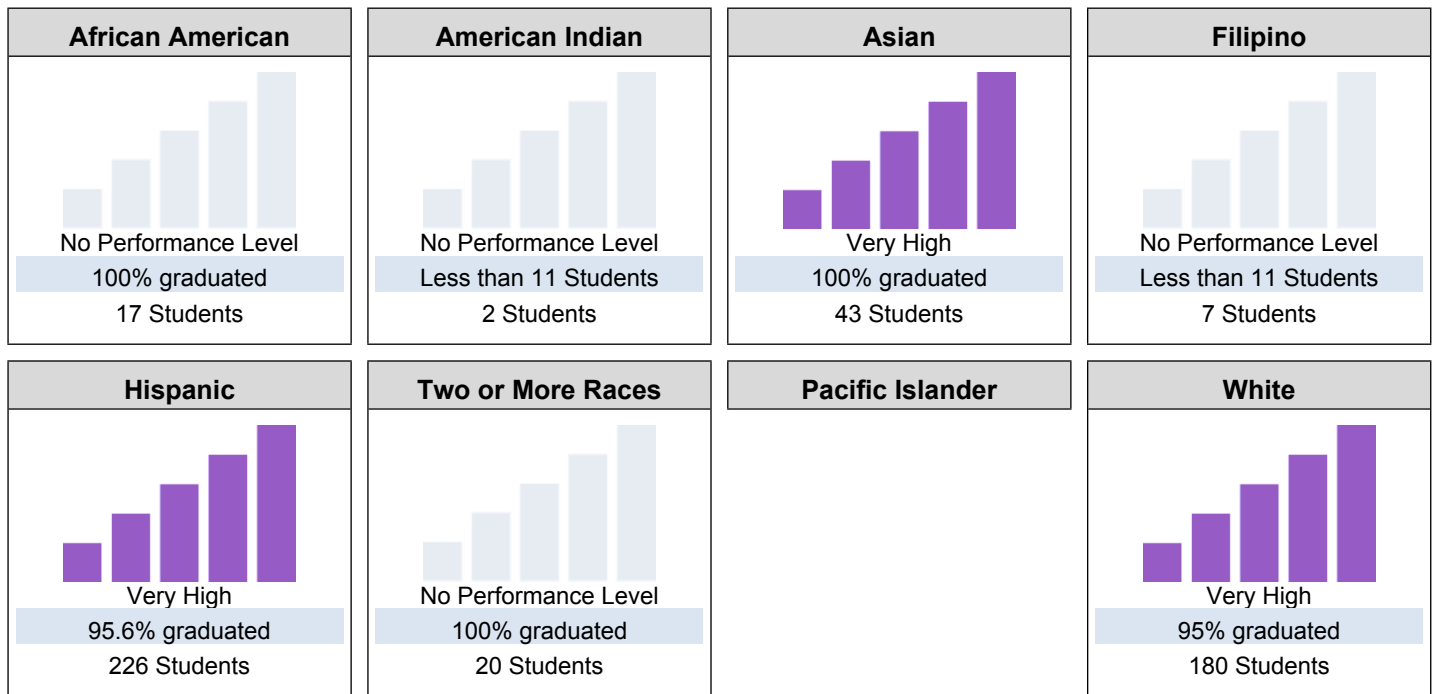 African American
No Performance Level
100% graduated
17 Students
American Indian
No Performance Level
Less than 11 Students
2 Students
Asian
Very High
100% graduated
43 Students
Filipino
No Performance Level
Less than 11 Students
7 Students
Hispanic
Very High
95.6% graduated
226 Students
Two or More Races
No Performance Level
100% graduated
20 Students
Pacific Islander
White
Very High
95% graduated
180 Students